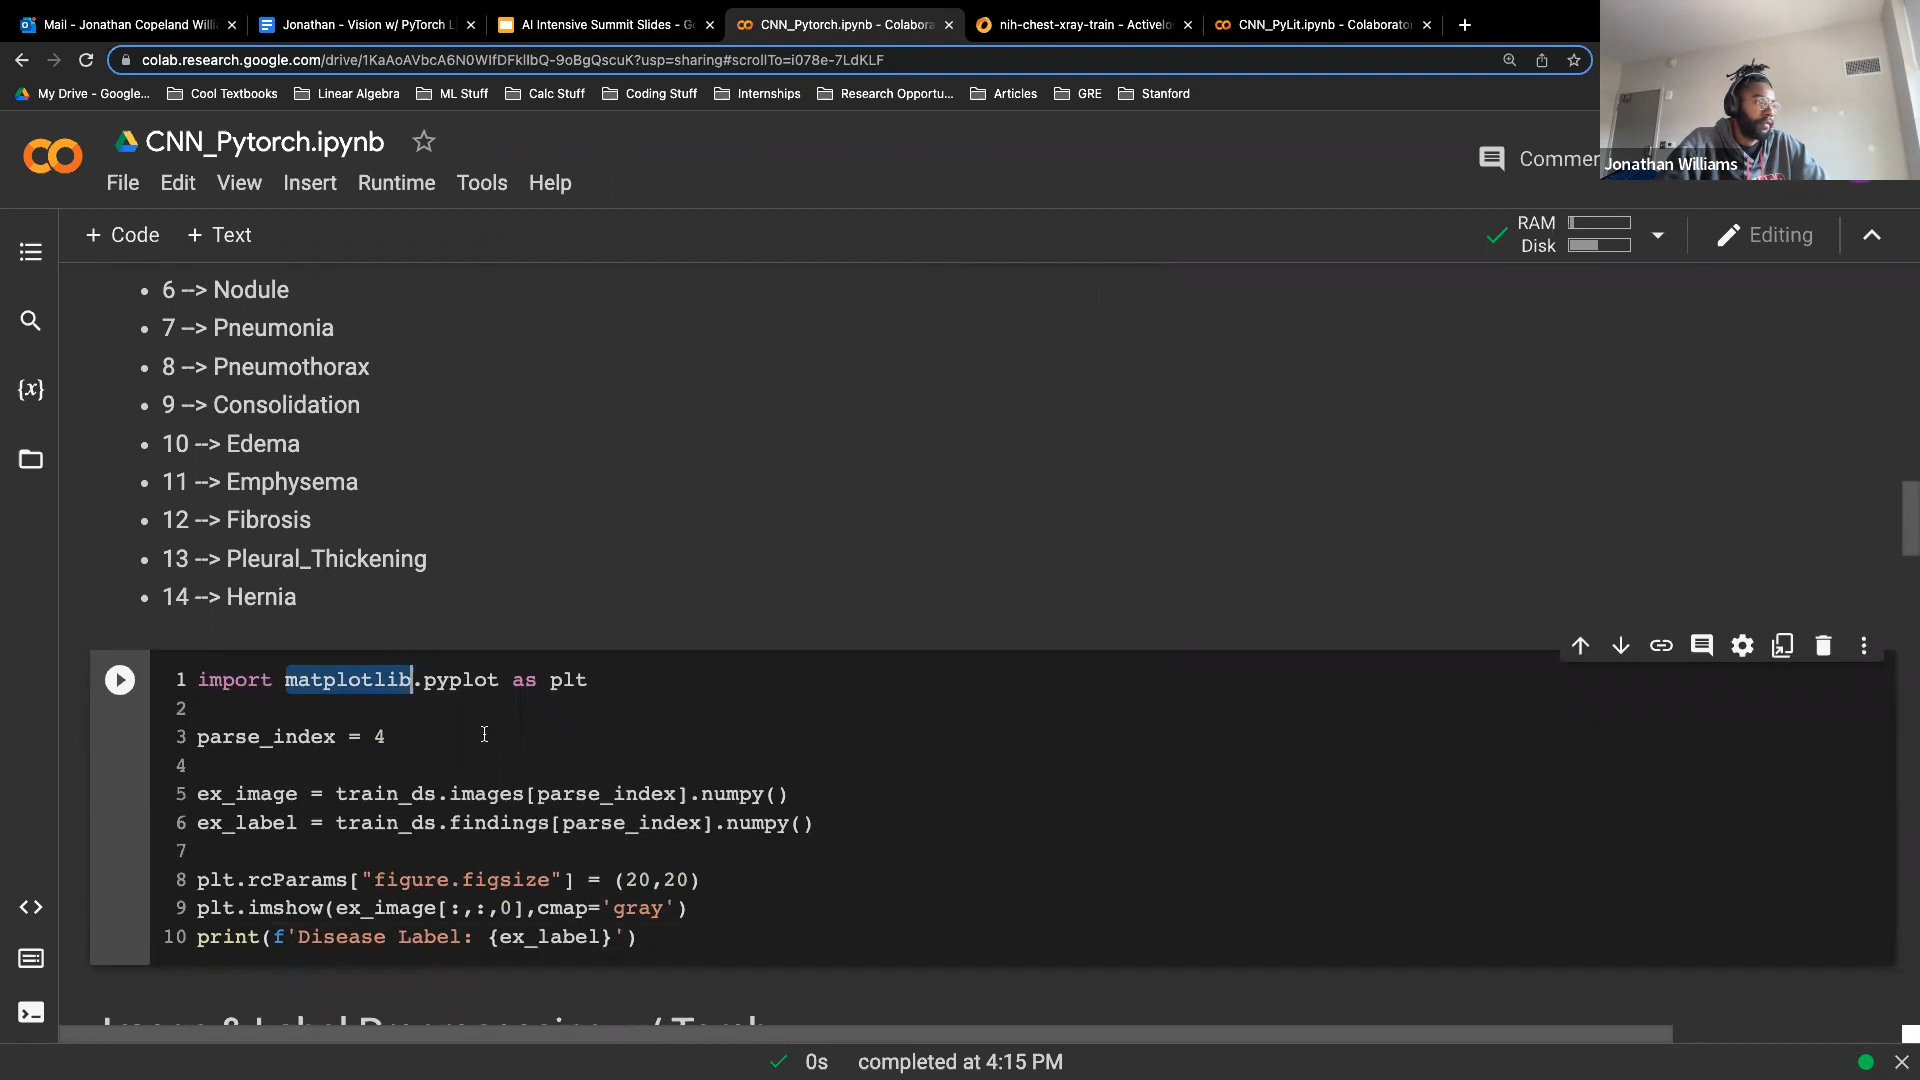 Mail - Jonathan Copeland Willi
Jonathan - Vision w/ PyTorch L
AI Intensive Summit Slides - Go
CNN_Pytorch.ipynb - Colabora
nih-chest-xray-train - Activelo
CNN_PyLit.ipynb - Colaborato
colab.research.google.com/drive/1KaAoAVbcA6N0WIfDFklIbQ-9oBgQscuK?usp=sharing#scrollTo=i078e-7LdKLF
My Drive - Google...
Cool Textbooks
Linear Algebra
ML Stuff
Calc Stuff
Coding Stuff
Internships
Research Opportu...
Articles
GRE
Stanford
CNN_Pytorch.ipynb
Commen
Jonathan Williams
File Edit View Insert Runtime Tools Help
+ Code + Text
RAM
Disk
Editing
• 6 --> Nodule
• 7 --> Pneumonia
• 8 --> Pneumothorax
• 9 --> Consolidation
• 10 --> Edema
• 11 --> Emphysema
• 12 --> Fibrosis
• 13 --> Pleural_Thickening
• 14 --> Hernia
1 import matplotlib.pyplot as plt
2
3 parse_index = 4
4
5 ex_image = train_ds.images[parse_index].numpy()
6 ex_label = train_ds.findings[parse_index].numpy()
7
8 plt.rcParams["figure.figsize"] = (20,20)
9 plt.imshow(ex_image[:,:,0],cmap='gray')
10 print(f'Disease Label: {ex_label}')
0s completed at 4:15 PM